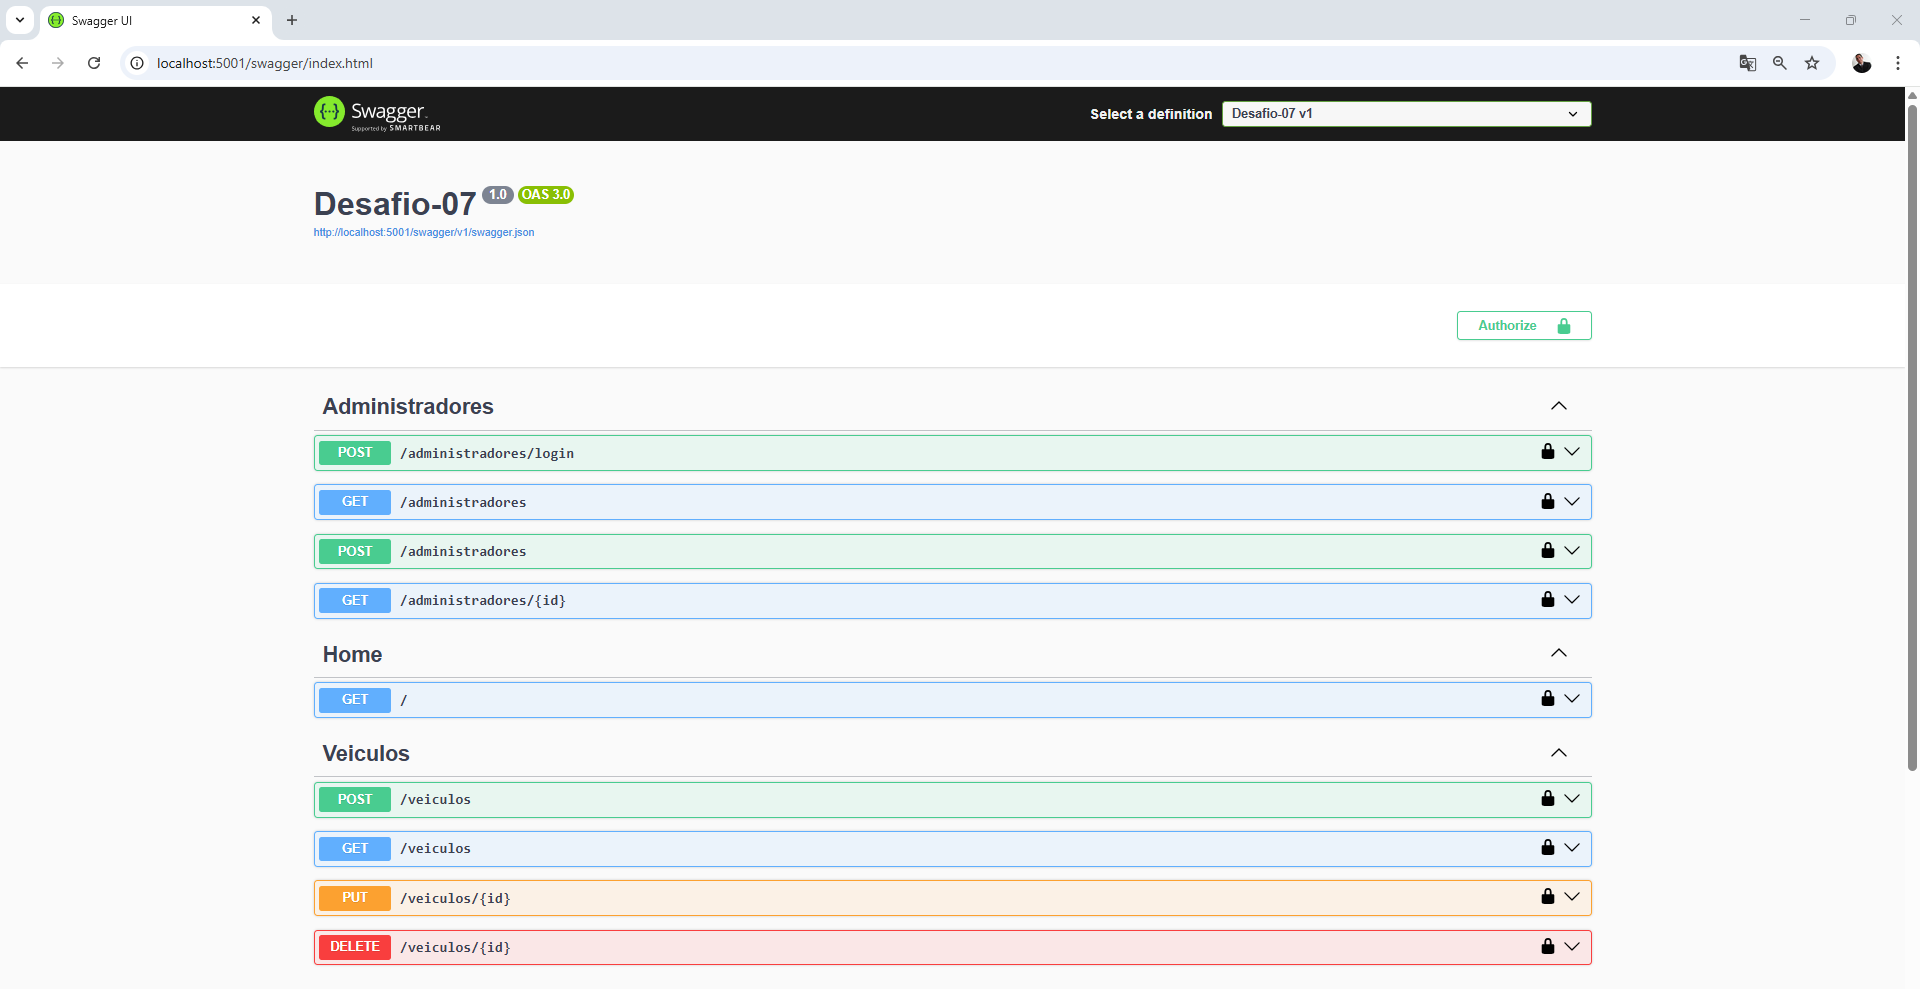 Swagger UI
localhost:5001/swagger/index.html
Swagger
Supported by SMARTBEAR
Select a definition
Desafio-07 v1
Desafio-07 1.0 OAS 3.0
http://localhost:5001/swagger/v1/swagger.json
Authorize
Administradores
POST /administradores/login
GET /administradores
POST /administradores
GET /administradores/{id}
Home
GET /
Veiculos
POST /veiculos
GET /veiculos
PUT /veiculos/{id}
DELETE /veiculos/{id}